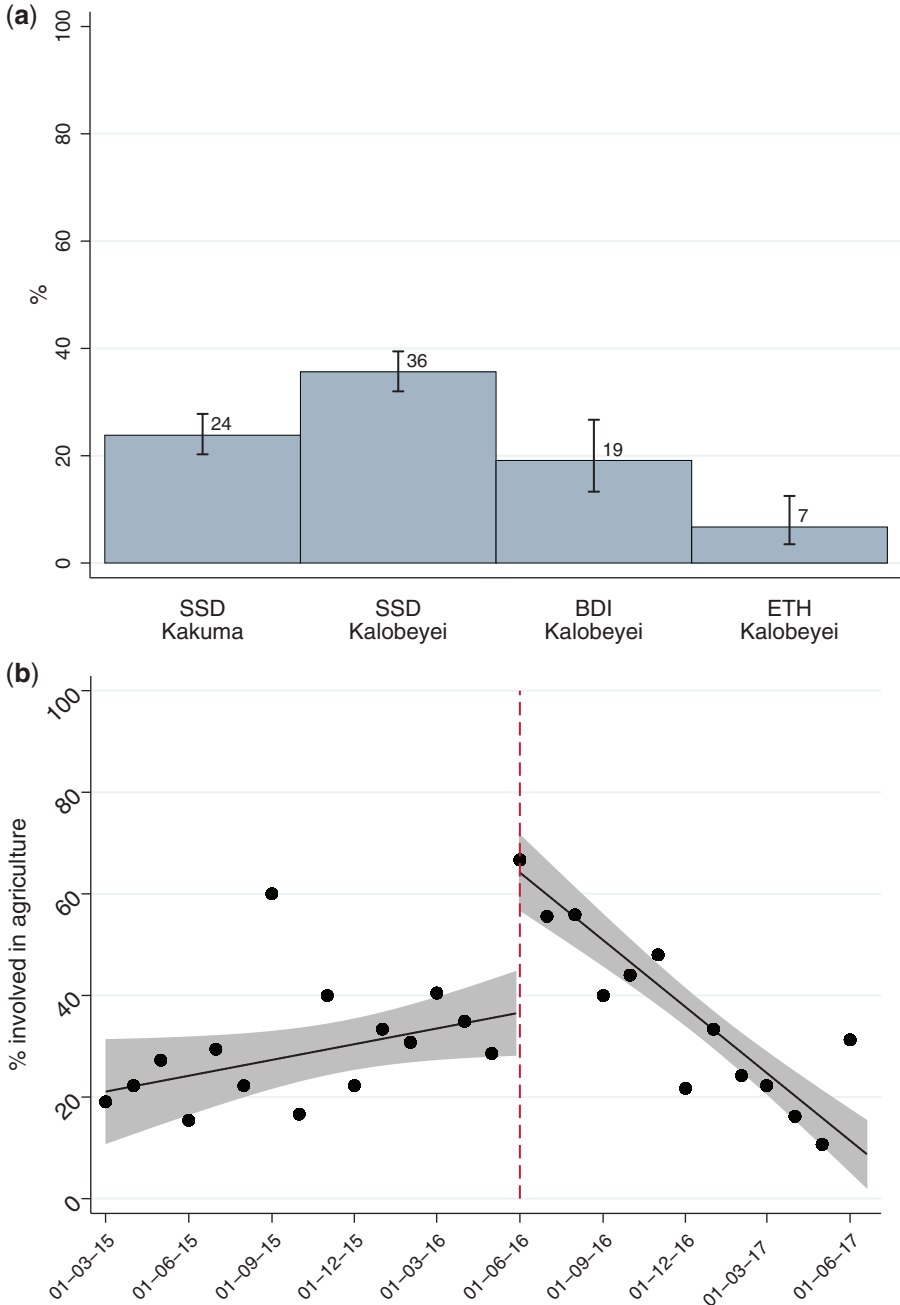 (a)
100
80
60
40
20
0
%
24
36
19
7
SSD
Kakuma
SSD
Kalobeyei
BDI
Kalobeyei
ETH
Kalobeyei
(b)
100
80
60
40
20
0
% involved in agriculture
01–03–15
01–06–15
01–09–15
01–12–15
01–03–16
01–06–16
01–09–16
01–12–16
01–03–17
01–06–17